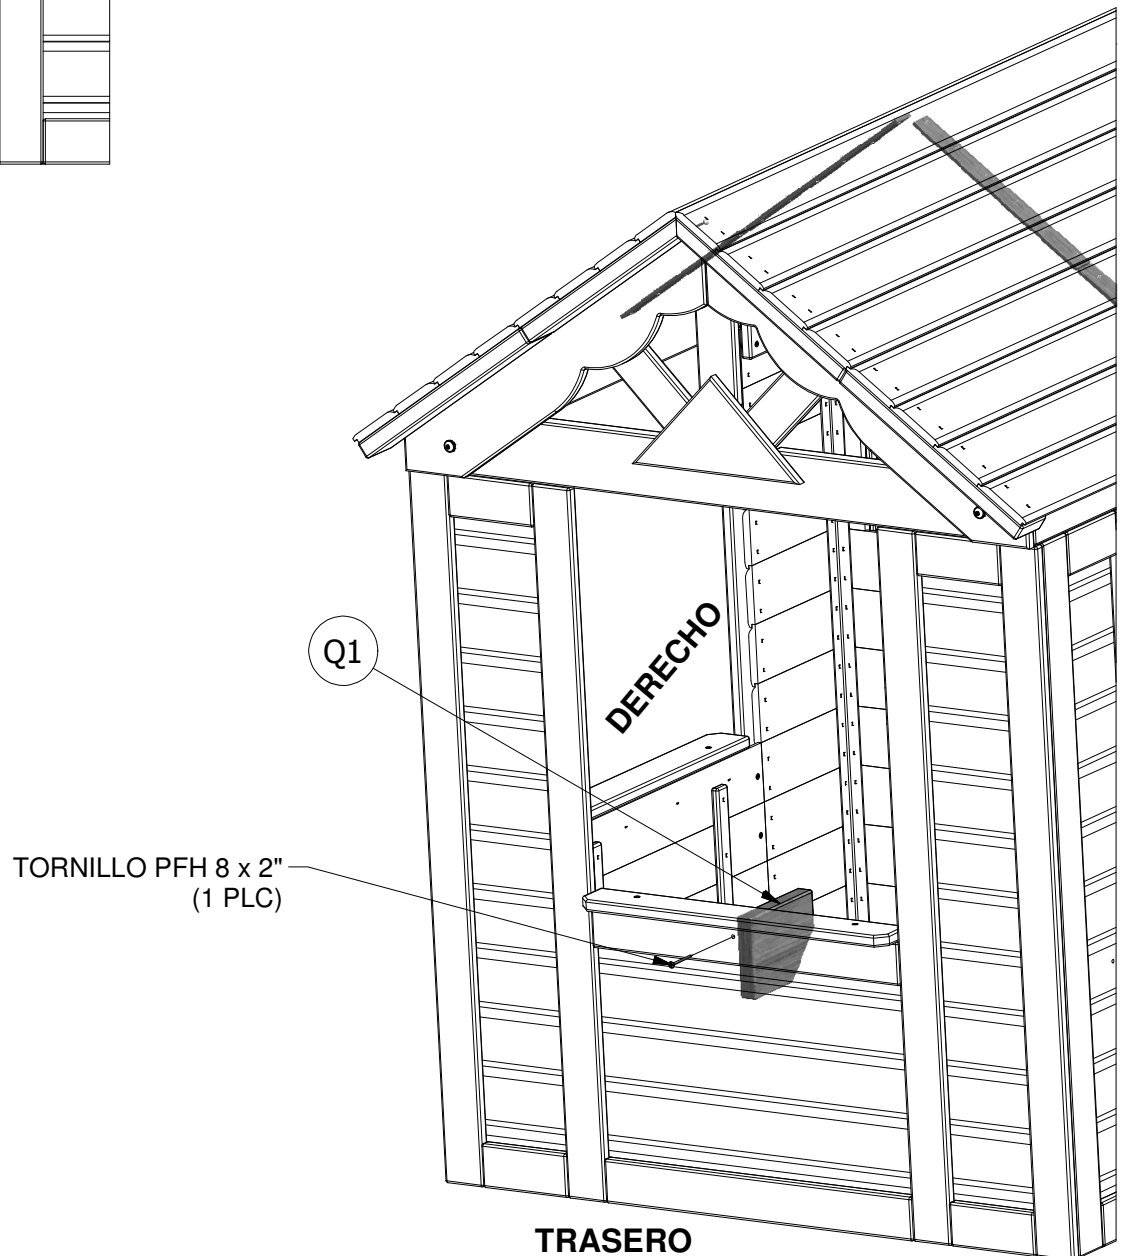 DERECHO
Q1
TORNILLO PFH 8 x 2"
(1 PLC)
TRASERO